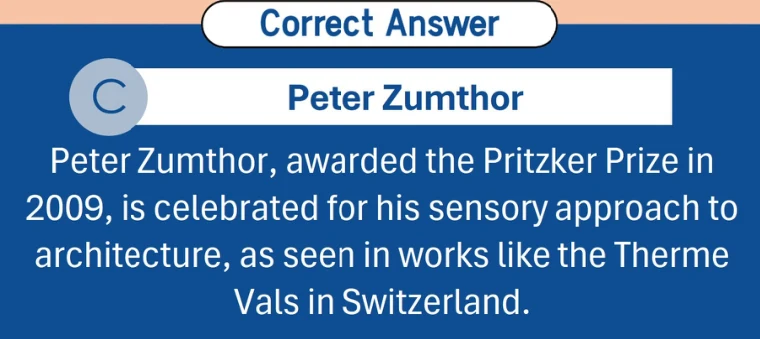 Correct Answer
C
Peter Zumthor
Peter Zumthor, awarded the Pritzker Prize in
2009, is celebrated for his sensory approach to
architecture, as seen in works like the Therme
Vals in Switzerland.